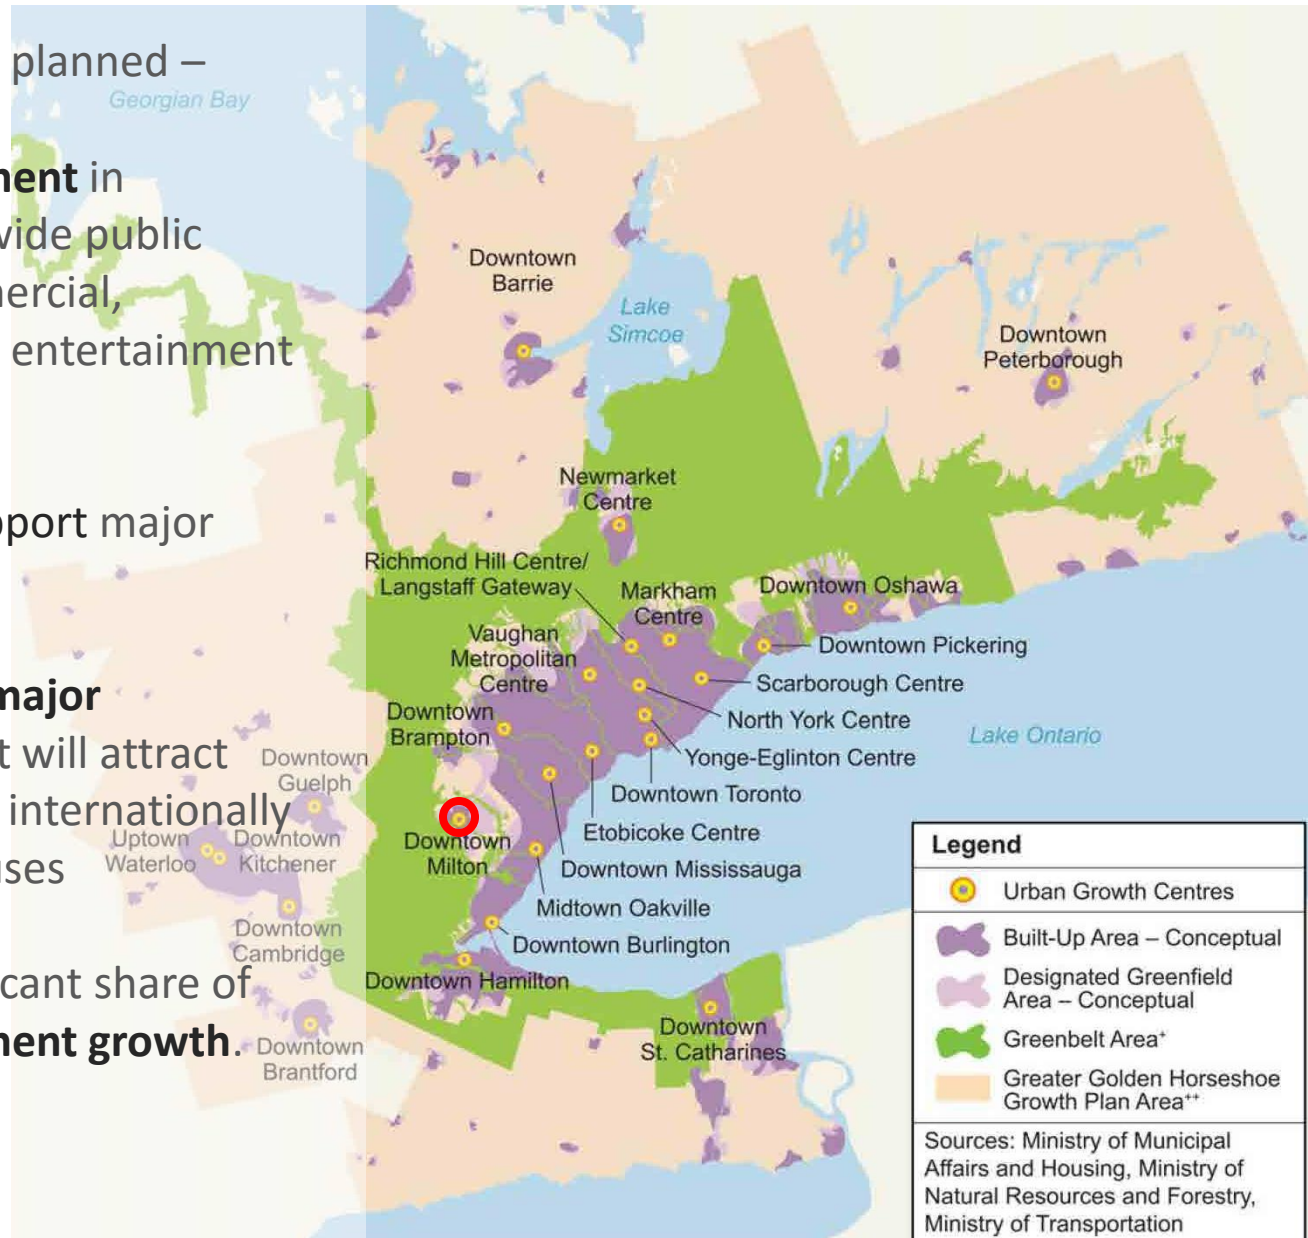 planned –
ment in
wide public
mercial,
entertainment
pport major
major
t will attract
internationally
uses
cant share of
ment growth.
Georgian Bay
Downtown
Barrie
Lake
Simcoe
Downtown
Peterborough
Newmarket
Centre
Richmond Hill Centre/
Langstaff Gateway
Markham
Centre
Downtown Oshawa
Vaughan
Metropolitan
Centre
Downtown Pickering
Scarborough Centre
North York Centre
Downtown
Brampton
Yonge-Eglinton Centre
Lake Ontario
Downtown
Guelph
Downtown Toronto
Etobicoke Centre
Uptown
Waterloo
Downtown
Kitchener
Downtown
Milton
Downtown Mississauga
Midtown Oakville
Downtown
Cambridge
Downtown Burlington
Downtown Hamilton
Downtown
St. Catharines
Downtown
Brantford
Legend
Urban Growth Centres
Built-Up Area – Conceptual
Designated Greenfield
Area – Conceptual
Greenbelt Area+
Greater Golden Horseshoe
Growth Plan Area++
Sources: Ministry of Municipal
Affairs and Housing, Ministry of
Natural Resources and Forestry,
Ministry of Transportation